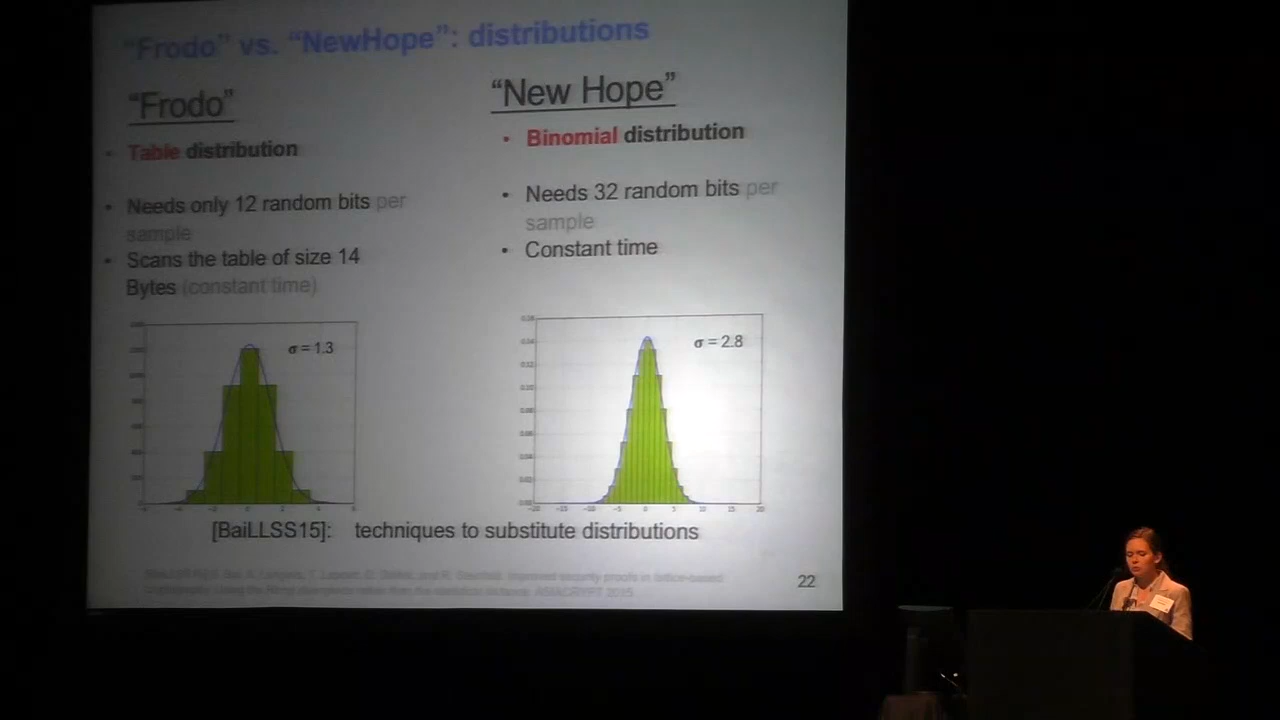 “Frodo” vs. “NewHope”: distributions
“Frodo”
• Table distribution
• Needs only 12 random bits per
sample
• Scans the table of size 14
Bytes (constant time)
σ = 1.3
“New Hope”
• Binomial distribution
• Needs 32 random bits per
sample
• Constant time
σ = 2.8
[BaiLLSS15]: techniques to substitute distributions
22